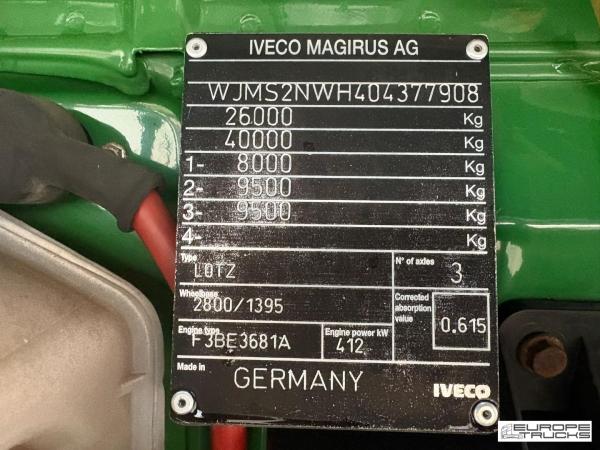 IVECO MAGIRUS AG
WJMS2NWH404377908
26000 Kg
40000 Kg
1- 8000 Kg
2- 9500 Kg
3- 9500 Kg
4- Kg
Type N° of axles
LOTZ 3
Wheelbase Corrected absorption value
2800/1395 0.615
Engine type Engine power kW
F3BE3681A 412
Made in GERMANY IVECO
EUROPE
TRUCKS